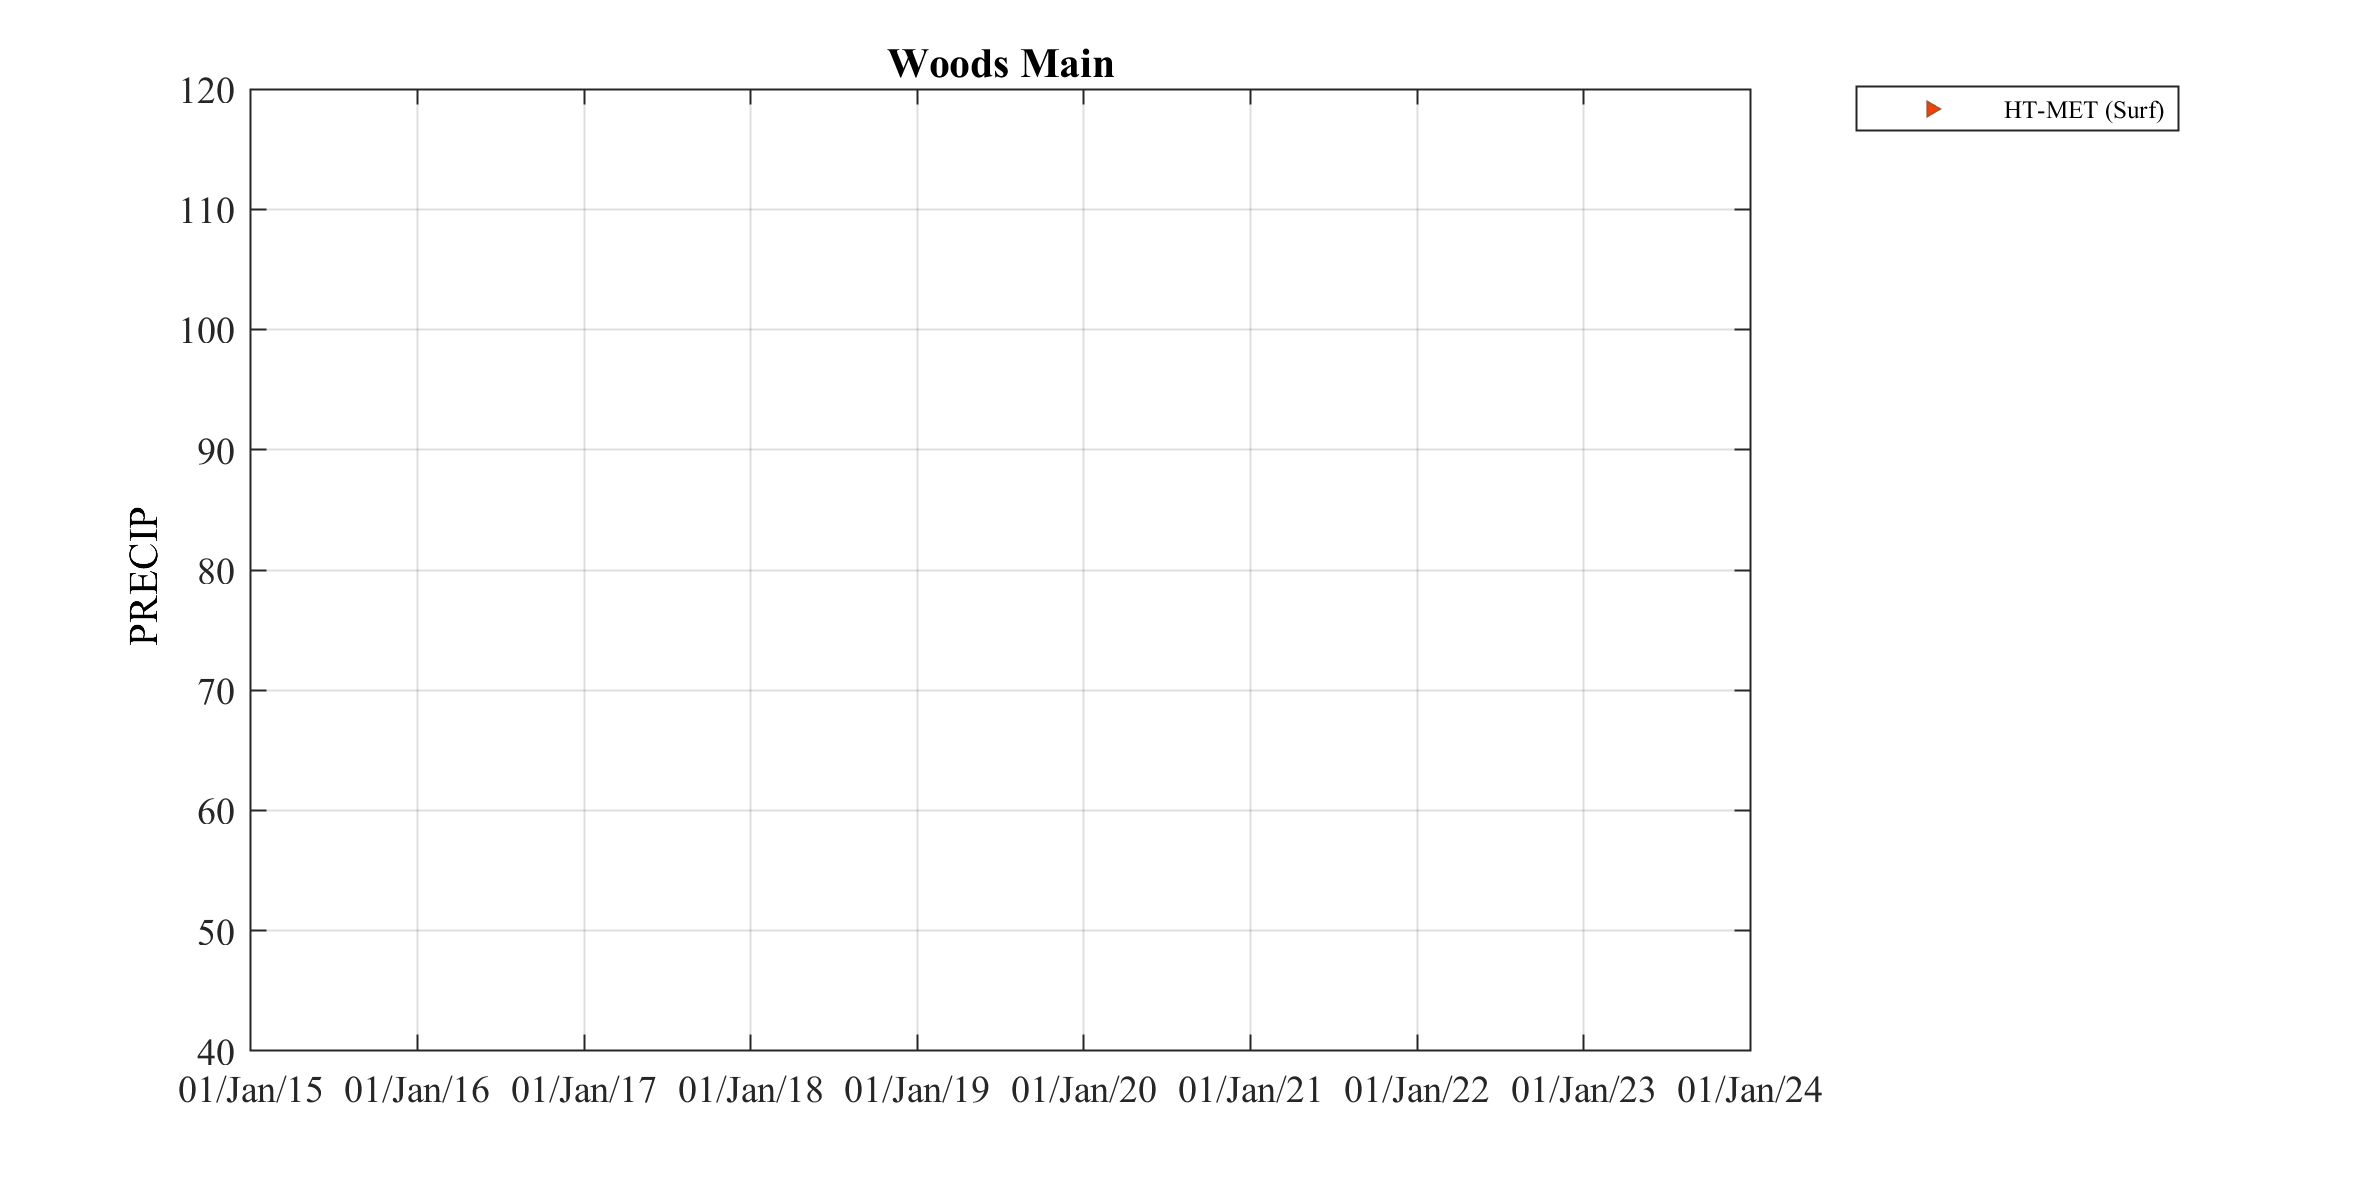 Woods Main
HT-MET (Surf)
PRECIP
120
110
100
90
80
70
60
50
40
01/Jan/15 01/Jan/16 01/Jan/17 01/Jan/18 01/Jan/19 01/Jan/20 01/Jan/21 01/Jan/22 01/Jan/23 01/Jan/24